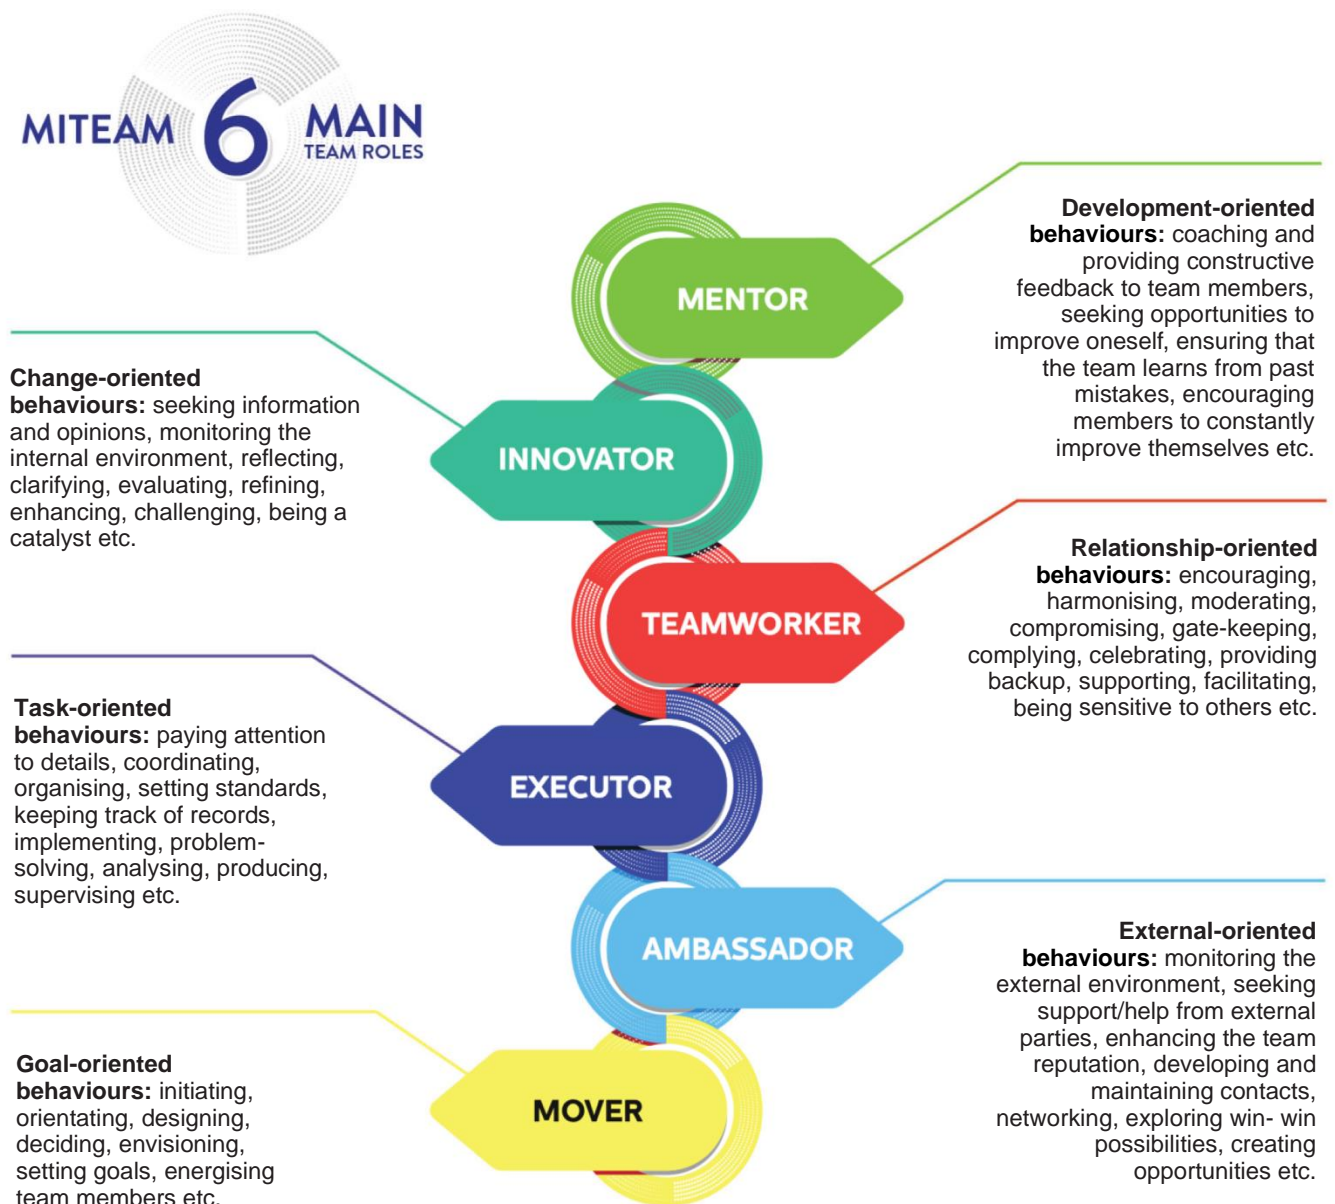 MITEAM 6 MAIN
TEAM ROLES
MENTOR
Development-oriented
behaviours: coaching and
providing constructive
feedback to team members,
seeking opportunities to
improve oneself, ensuring that
the team learns from past
mistakes, encouraging
members to constantly
improve themselves etc.
Change-oriented
behaviours: seeking information
and opinions, monitoring the
internal environment, reflecting,
clarifying, evaluating, refining,
enhancing, challenging, being a
catalyst etc.
INNOVATOR
TEAMWORKER
Relationship-oriented
behaviours: encouraging,
harmonising, moderating,
compromising, gate-keeping,
complying, celebrating, providing
backup, supporting, facilitating,
being sensitive to others etc.
Task-oriented
behaviours: paying attention
to details, coordinating,
organising, setting standards,
keeping track of records,
implementing, problem-
solving, analysing, producing,
supervising etc.
EXECUTOR
AMBASSADOR
External-oriented
behaviours: monitoring the
external environment, seeking
support/help from external
parties, enhancing the team
reputation, developing and
maintaining contacts,
networking, exploring win- win
possibilities, creating
opportunities etc.
Goal-oriented
behaviours: initiating,
orientating, designing,
deciding, envisioning,
setting goals, energising
team members etc.
MOVER